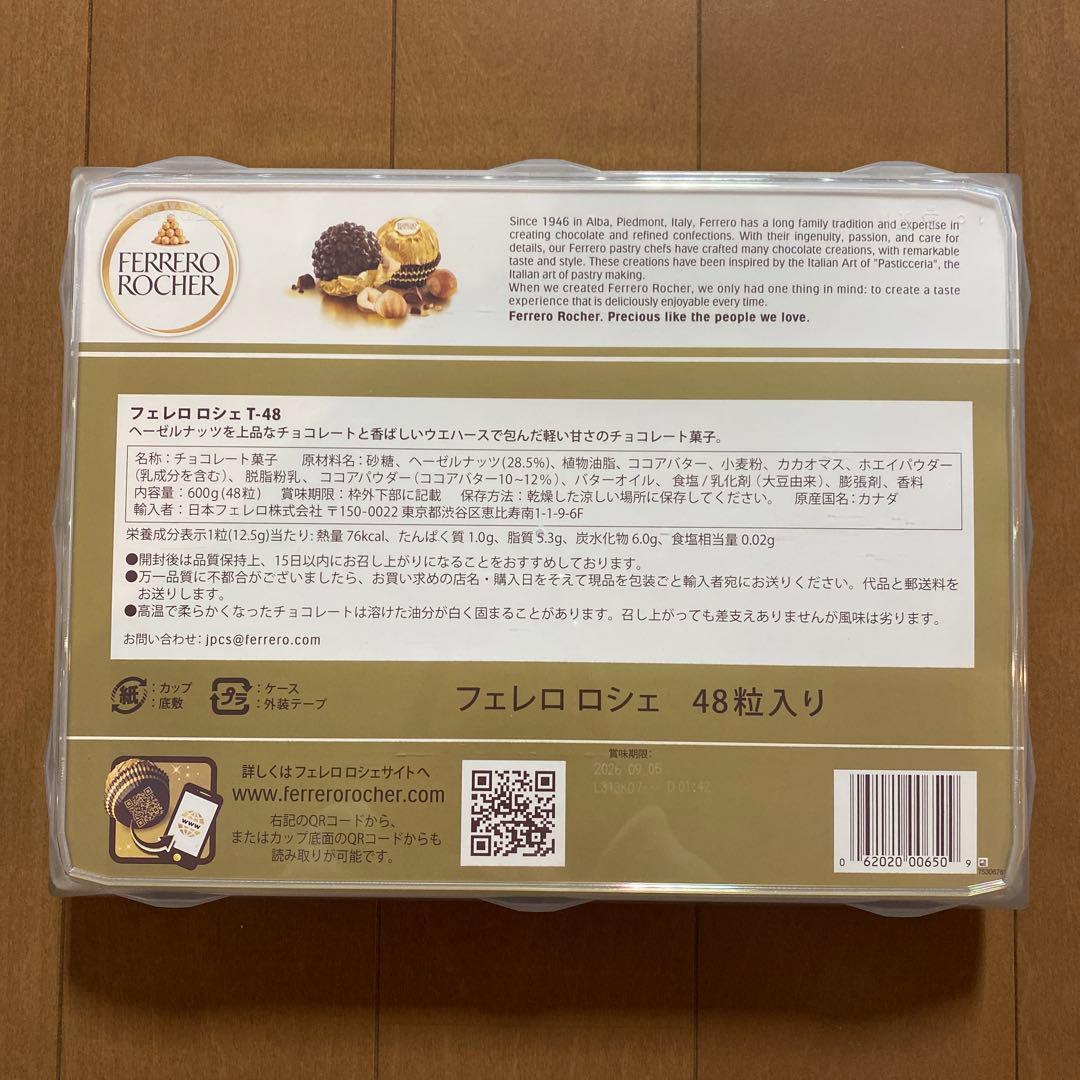 FERRERO
ROCHER
Since 1946 in Alba, Piedmont, Italy, Ferrero has a long family tradition and expertise in
creating chocolate and refined confections. With their ingenuity, passion, and care for
details, our Ferrero pastry chefs have crafted many chocolate creations, with remarkable
taste and style. These creations have been inspired by the Italian Art of "Pasticceria", the
Italian art of pastry making.
When we created Ferrero Rocher, we only had one thing in mind: to create a taste
experience that is deliciously enjoyable every time.
Ferrero Rocher. Precious like the people we love.
フェレロ ロシェ T-48
ヘーゼルナッツを上品なチョコレートと香ばしいウエハースで包んだ軽い甘さのチョコレート菓子。
名称：チョコレート菓子 原材料名：砂糖、ヘーゼルナッツ(28.5%)、植物油脂、ココアバター、小麦粉、カカオマス、ホエイパウダー
(乳成分を含む)、脱脂粉乳、ココアパウダー（ココアバター10~12%）、バターオイル、食塩/乳化剤（大豆由来）、膨張剤、香料
内容量：600g(48粒) 賞味期限：枠外下部に記載 保存方法：乾燥した涼しい場所に保存してください。 原産国名：カナダ
輸入者：日本フェレロ株式会社 〒150-0022 東京都渋谷区恵比寿南1-1-9-6F
栄養成分表示1粒(12.5g)当たり: 熱量 76kcal、たんぱく質 1.0g、脂質 5.3g、炭水化物 6.0g、食塩相当量 0.02g
●開封後は品質保持上、15日以内にお召し上がりになることをおすすめしております。
●万一品質に不都合がございましたら、お買い求めの店名・購入日をそえて現品を包装ごと輸入者宛にお送りください。代品と郵送料を
お送りします。
●高温で柔らかくなったチョコレートは溶けた油分が白く固まることがあります。召し上がっても差支えありませんが風味は劣ります。
お問い合わせ: jpcs@ferrero.com
紙：カップ
：底敷
プラ：ケース
：外装テープ
フェレロ ロシェ 48粒入り
詳しくはフェレロ ロシェサイトへ
www.ferrerorocher.com
右記のQRコードから、
またはカップ底面のQRコードからも
読み取りが可能です。
www
賞味期限:
2026 09 05
D 01:42
0 62020 00650 9